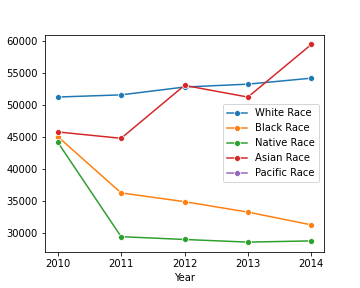 60000
55000
50000
45000
40000
35000
30000
White Race
Black Race
Native Race
Asian Race
Pacific Race
2010 2011 2012 2013 2014
Year